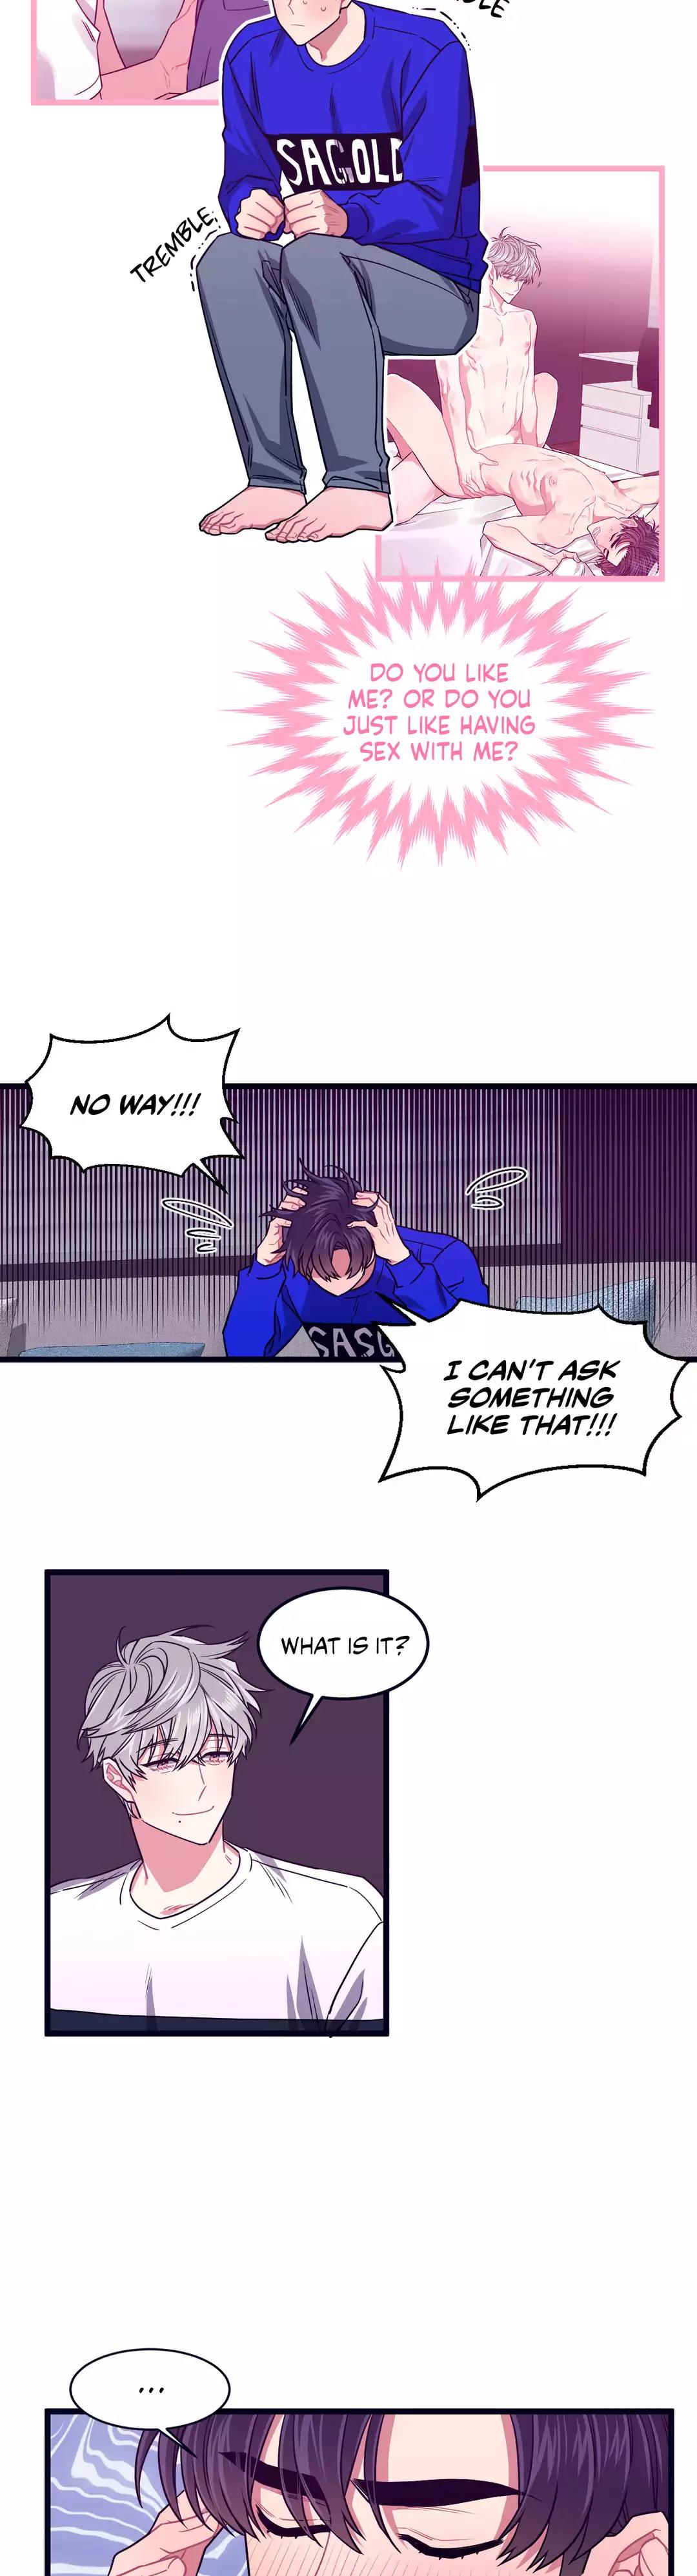 SAGOLD
TREMBLE
DO YOU LIKE
ME? OR DO YOU
JUST LIKE HAVING
SEX WITH ME?
NO WAY!!!
SASG
I CAN'T ASK
SOMETHING
LIKE THAT!!!
WHAT IS IT?
...